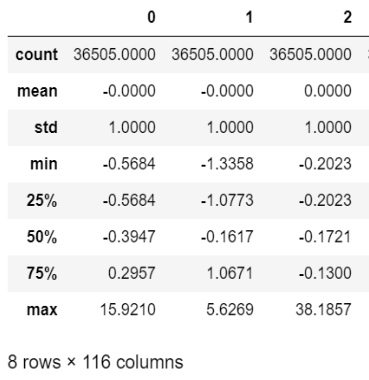 0 1 2
count 36505.0000 36505.0000 36505.0000
mean -0.0000 -0.0000 0.0000
std 1.0000 1.0000 1.0000
min -0.5684 -1.3358 -0.2023
25% -0.5684 -1.0773 -0.2023
50% -0.3947 -0.1617 -0.1721
75% 0.2957 1.0671 -0.1300
max 15.9210 5.6269 38.1857
8 rows × 116 columns